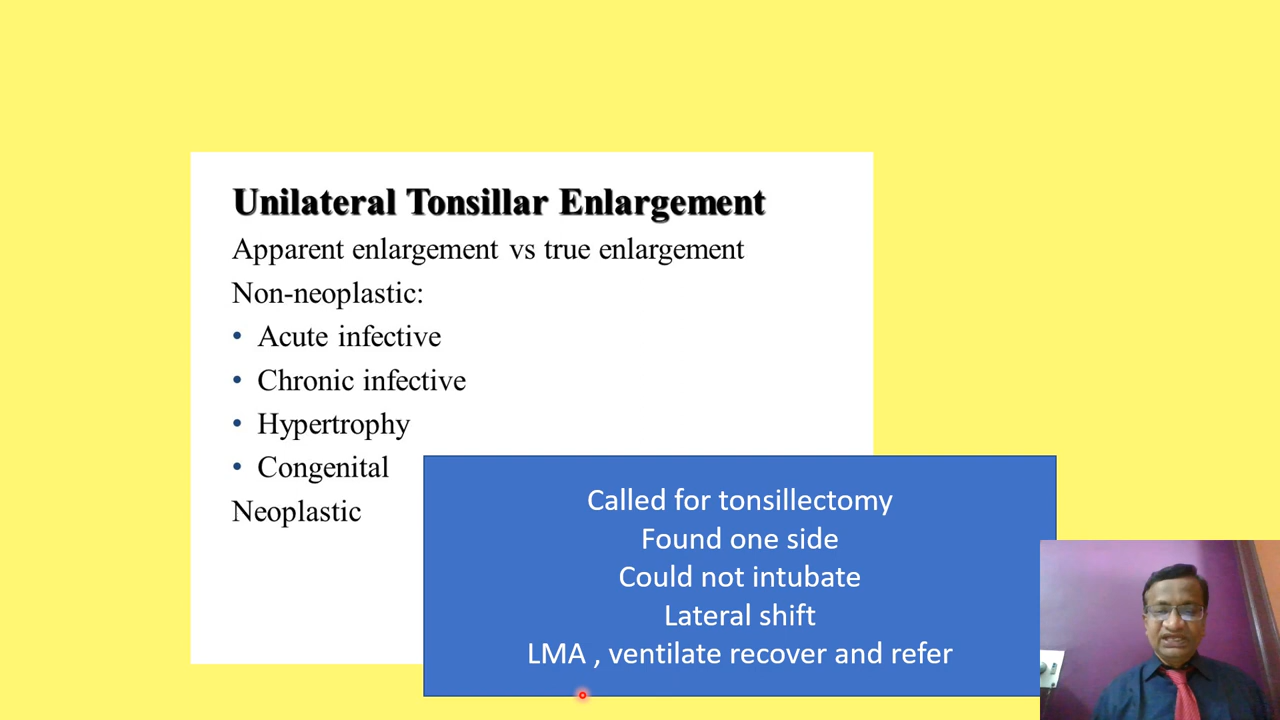 Unilateral Tonsillar Enlargement
Apparent enlargement vs true enlargement
Non-neoplastic:
• Acute infective
• Chronic infective
• Hypertrophy
• Congenital
Neoplastic
Called for tonsillectomy
Found one side
Could not intubate
Lateral shift
LMA , ventilate recover and refer